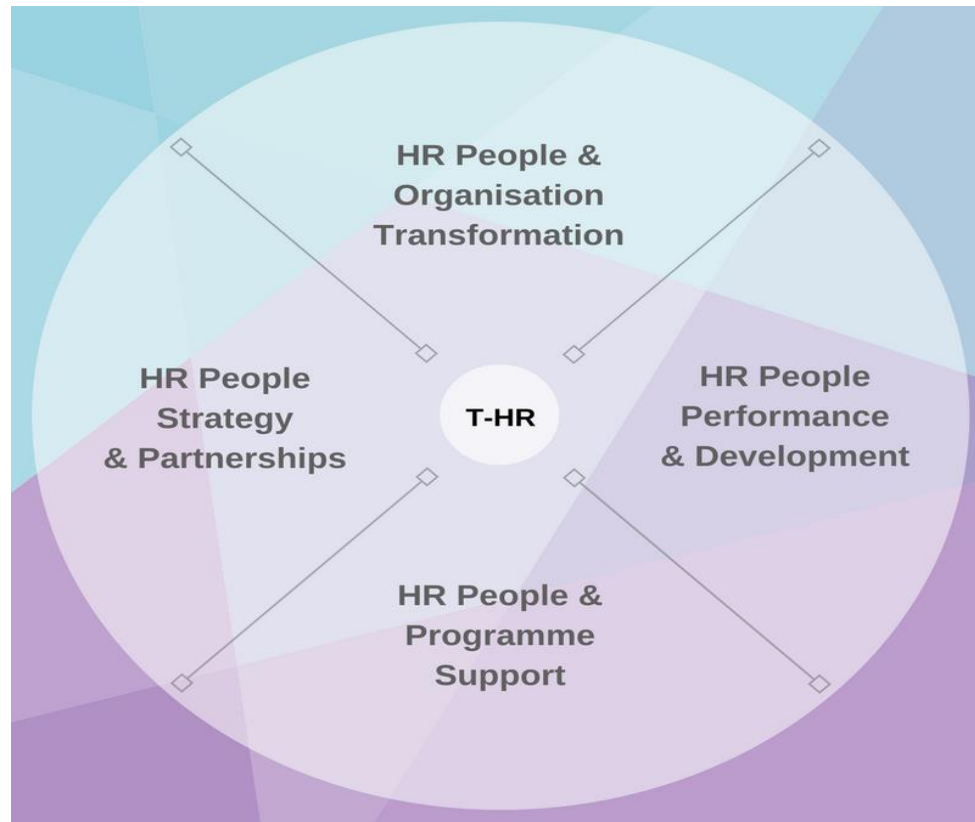 HR People &
Organisation
Transformation
HR People
Strategy
& Partnerships
T-HR
HR People
Performance
& Development
HR People &
Programme
Support